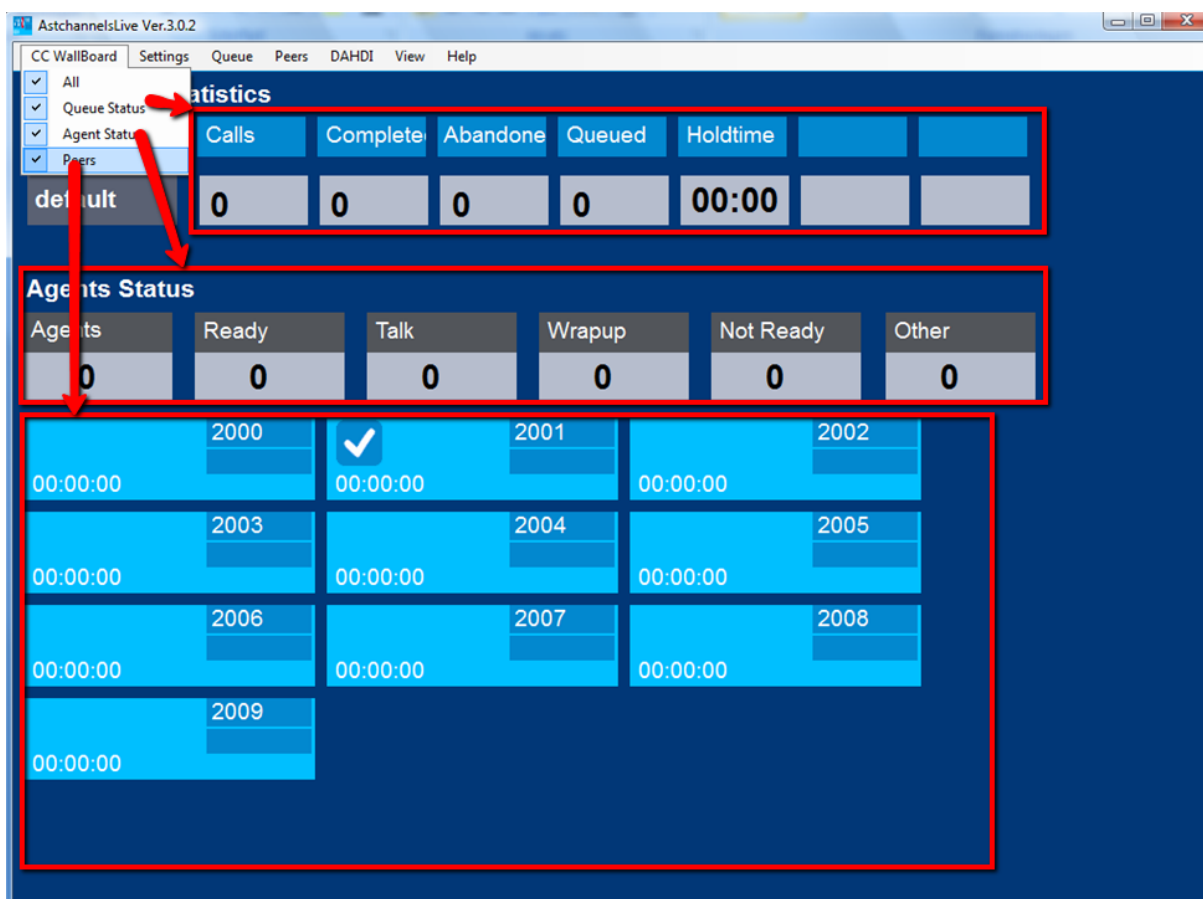 AstchannelsLive Ver.3.0.2
CC WallBoard Settings Queue Peers DAHDI View Help
All
Queue Status
Agent Status
Peers
atistics
Calls Complete Abandone Queued Holdtime
default 0 0 0 0 00:00
Agents Status
Agents Ready Talk Wrapup Not Ready Other
0 0 0 0 0 0
2000 2001 2002
00:00:00 00:00:00 00:00:00
2003 2004 2005
00:00:00 00:00:00 00:00:00
2006 2007 2008
00:00:00 00:00:00 00:00:00
2009
00:00:00